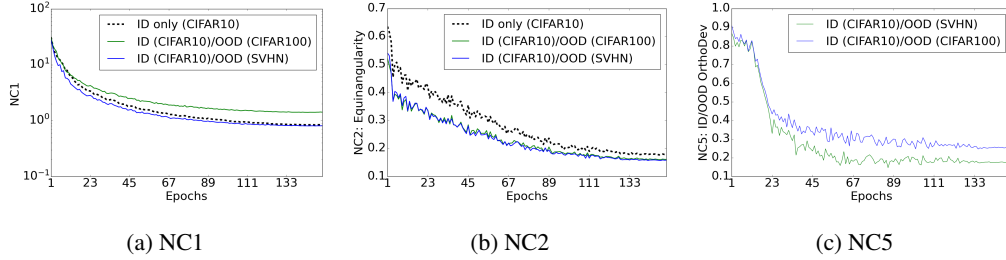 10²
10¹
10⁰
10⁻¹
NC1
ID only (CIFAR10)
ID (CIFAR10)/OOD (CIFAR100)
ID (CIFAR10)/OOD (SVHN)
1 23 45 67 89 111 133
Epochs
(a) NC1
0.7
0.6
0.5
0.4
0.3
0.2
0.1
NC2: Equinangularity
ID only (CIFAR10)
ID (CIFAR10)/OOD (CIFAR100)
ID (CIFAR10)/OOD (SVHN)
1 23 45 67 89 111 133
Epochs
(b) NC2
1.0
0.9
0.8
0.7
0.6
0.5
0.4
0.3
0.2
0.1
NC5: ID/OOD OrthoDev
ID (CIFAR10)/OOD (SVHN)
ID (CIFAR10)/OOD (CIFAR100)
1 23 45 67 89 111 133
Epochs
(c) NC5